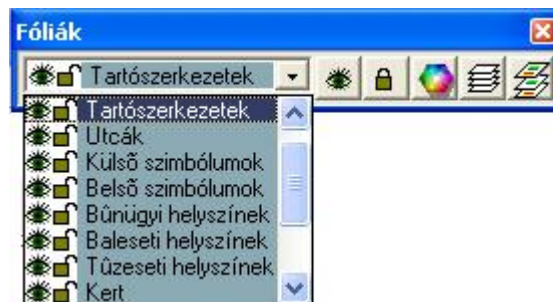 Fóliák
Tartószerkezetek
Tartószerkezetek
Utcák
Külsõ szimbólumok
Belsõ szimbólumok
Bûnügyi helyszínek
Baleseti helyszínek
Tûzeseti helyszínek
Kert